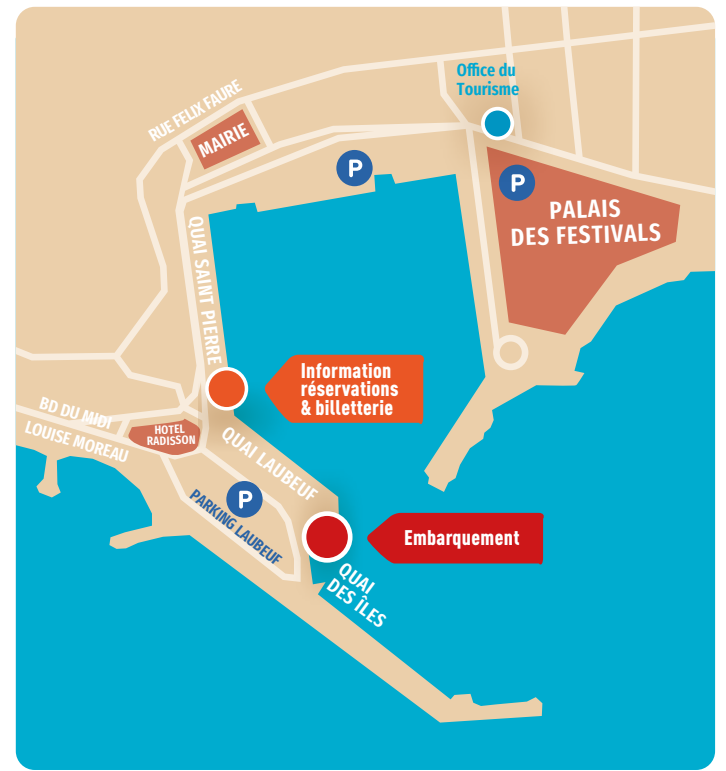 Office du
Tourisme
RUE FELIX FAURE
MAIRIE
P
P
PALAIS
DES FESTIVALS
QUAI SAINT PIERRE
Information
réservations
& billetterie
BD DU MIDI
LOUISE MOREAU
HOTEL
RADISSON
QUAI LAUBEUF
P
PARKING LAUBEUF
Embarquement
QUAI
DES ÎLES